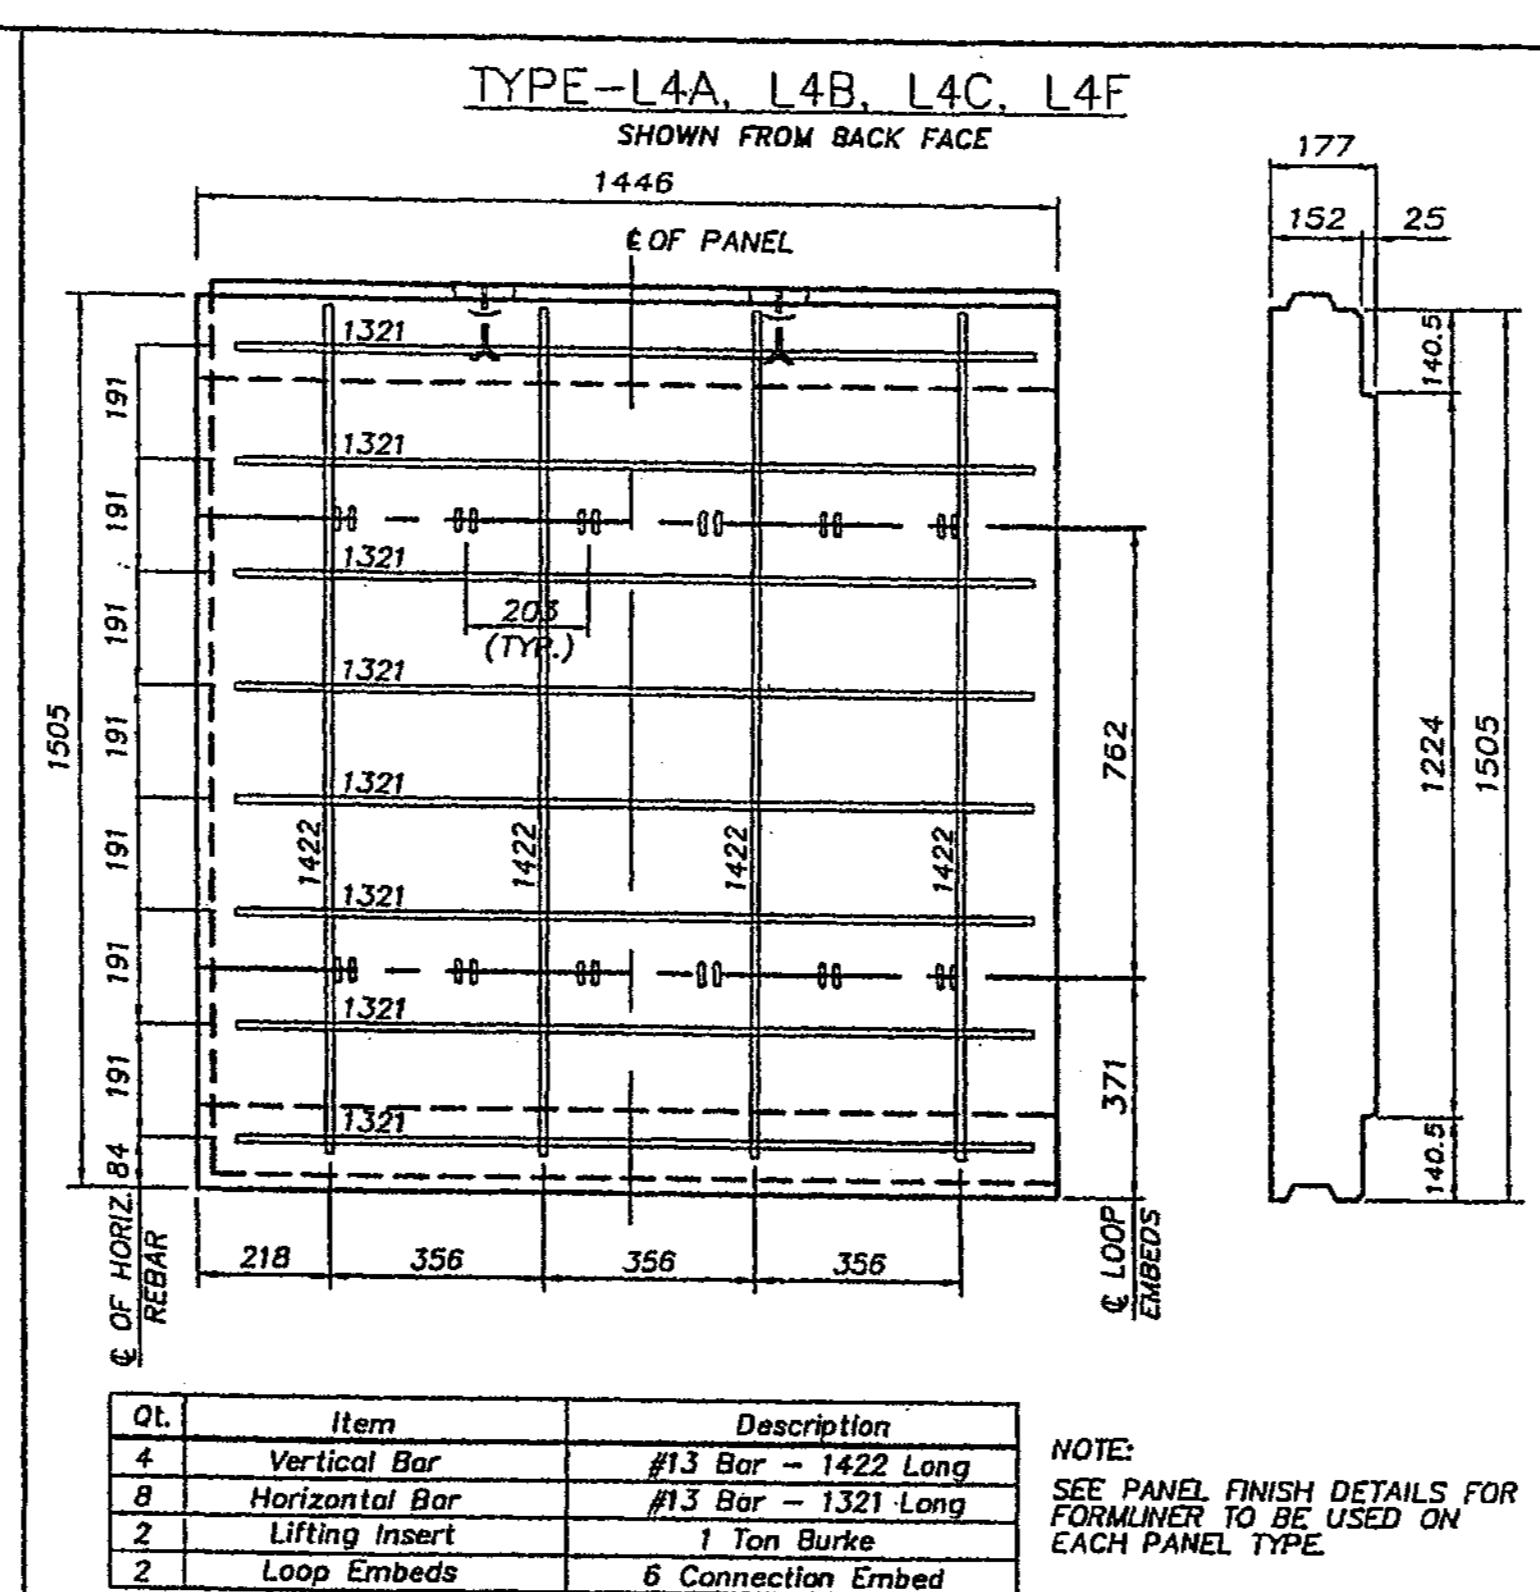 TYPE-L4A, L4B, L4C, L4F
SHOWN FROM BACK FACE
1446
℄ OF PANEL
177
152 25
1321
1321
1321
203
(TYP.)
1321
1321
1321
1321
1321
1422 1422 1422 1422
191
191
191
191
191
191
191
84
1505
℄ OF HORIZ.
REBAR
218 356 356 356
762
371
℄ LOOP
EMBEDS
140.5
1224
1505
140.5
Qt. Item Description
4 Vertical Bar #13 Bar - 1422 Long
8 Horizontal Bar #13 Bar - 1321 Long
2 Lifting Insert 1 Ton Burke
2 Loop Embeds 6 Connection Embed
NOTE:
SEE PANEL FINISH DETAILS FOR
FORMLINER TO BE USED ON
EACH PANEL TYPE.